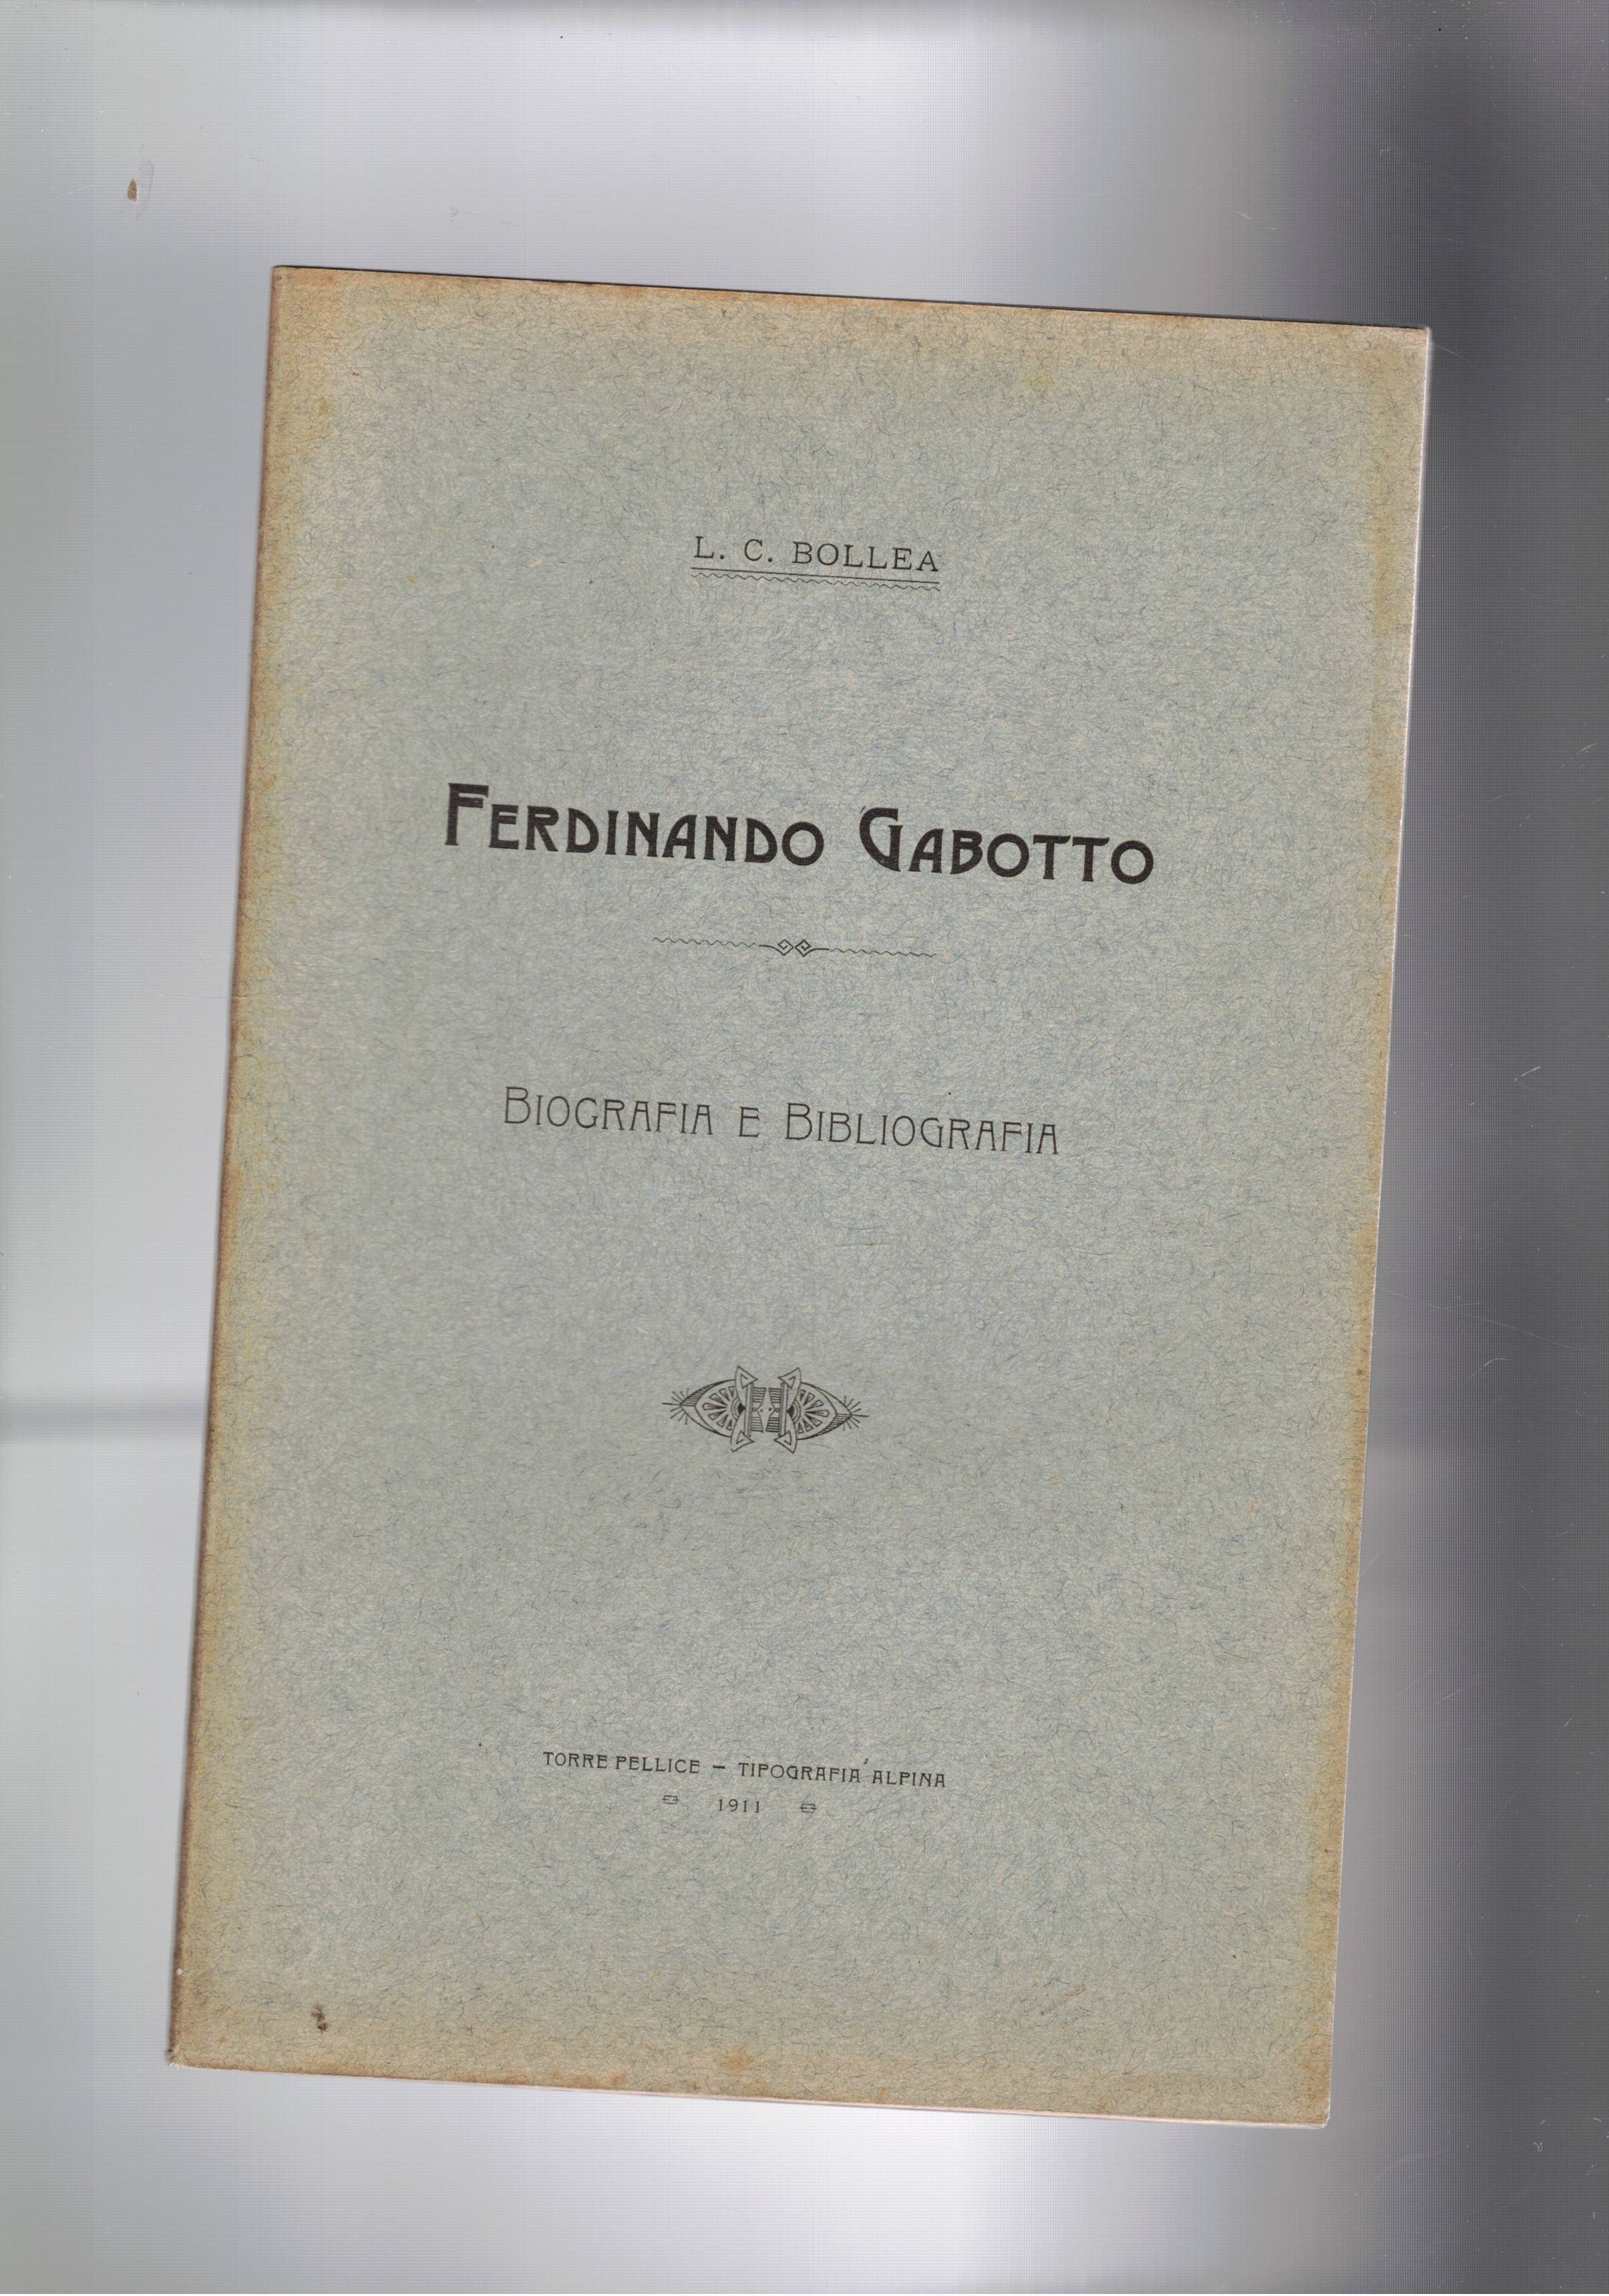 L. C. BOLLEA
FERDINANDO GABOTTO
BIOGRAFIA E BIBLIOGRAFIA
TORRE PELLICE – TIPOGRAFIA ALPINA
1911